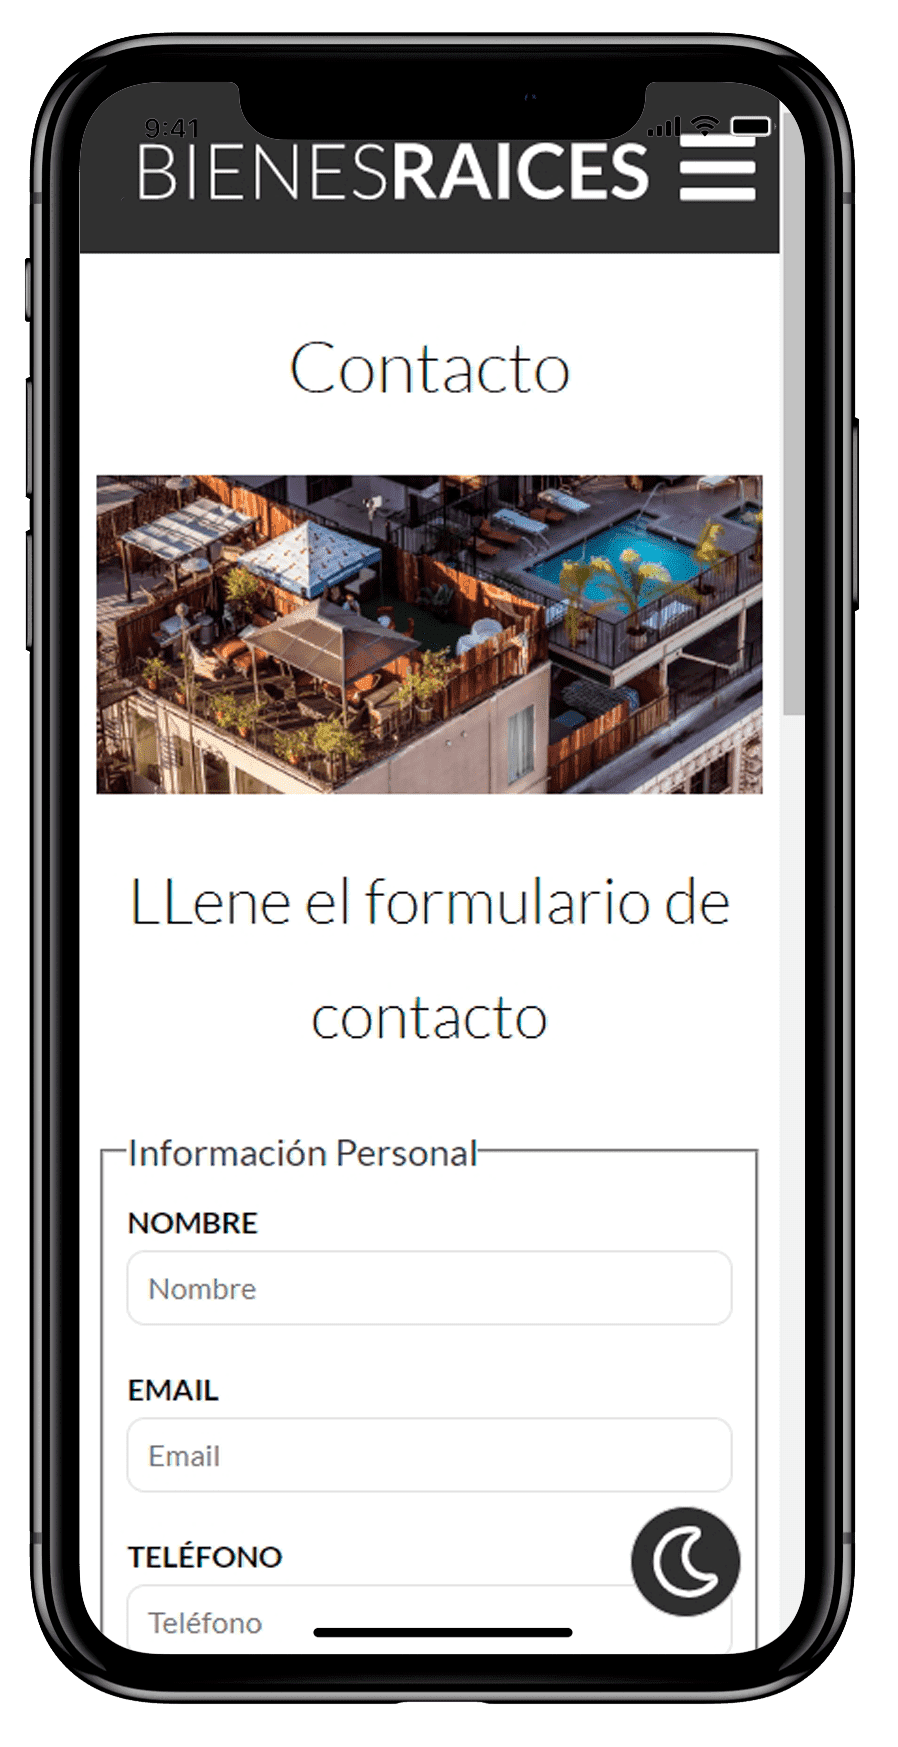 9:41
BIENESRAICES
Contacto
LLene el formulario de
contacto
Información Personal
NOMBRE
Nombre
EMAIL
Email
TELÉFONO
Teléfono